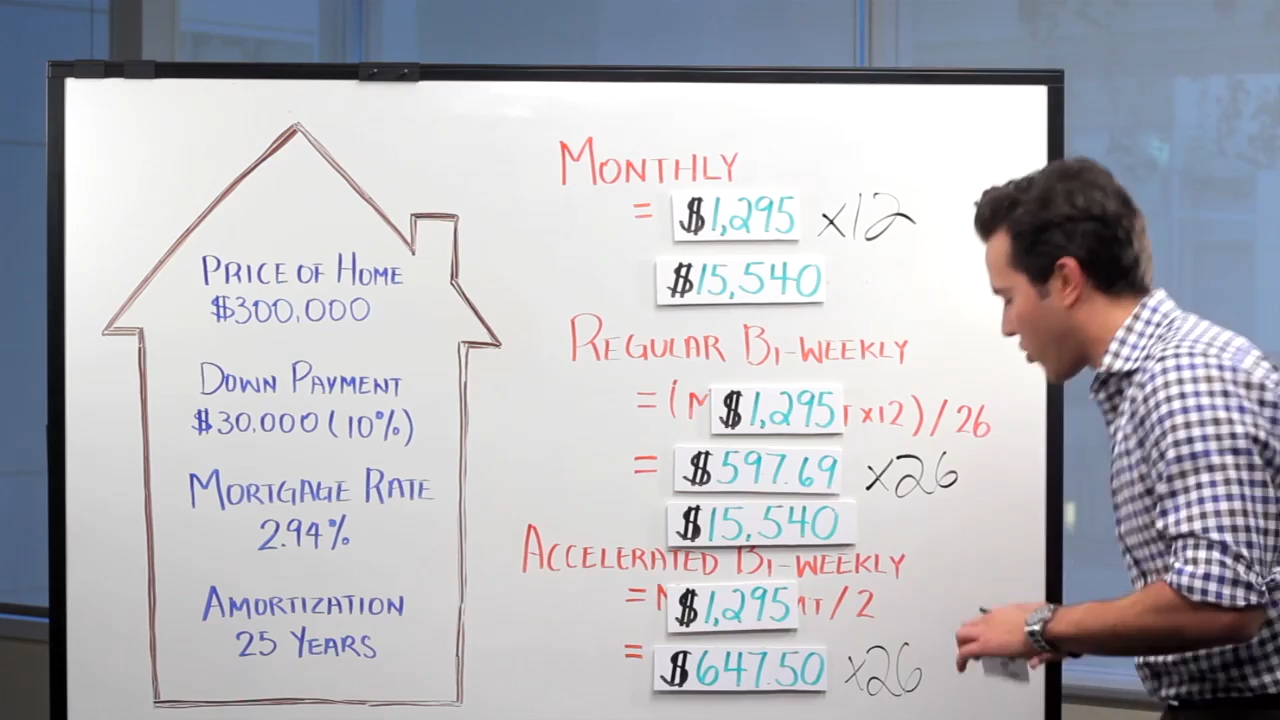 PRICE OF HOME
$300,000
DOWN PAYMENT
$30,000 (10%)
MORTGAGE RATE
2.94%
AMORTIZATION
25 YEARS
MONTHLY
= $1,295 x12
$15,540
REGULAR BI-WEEKLY
= (M $1,295 T x12) / 26
= $597.69 x26
$15,540
ACCELERATED BI-WEEKLY
= M $1,295 NT / 2
= $647.50 x26